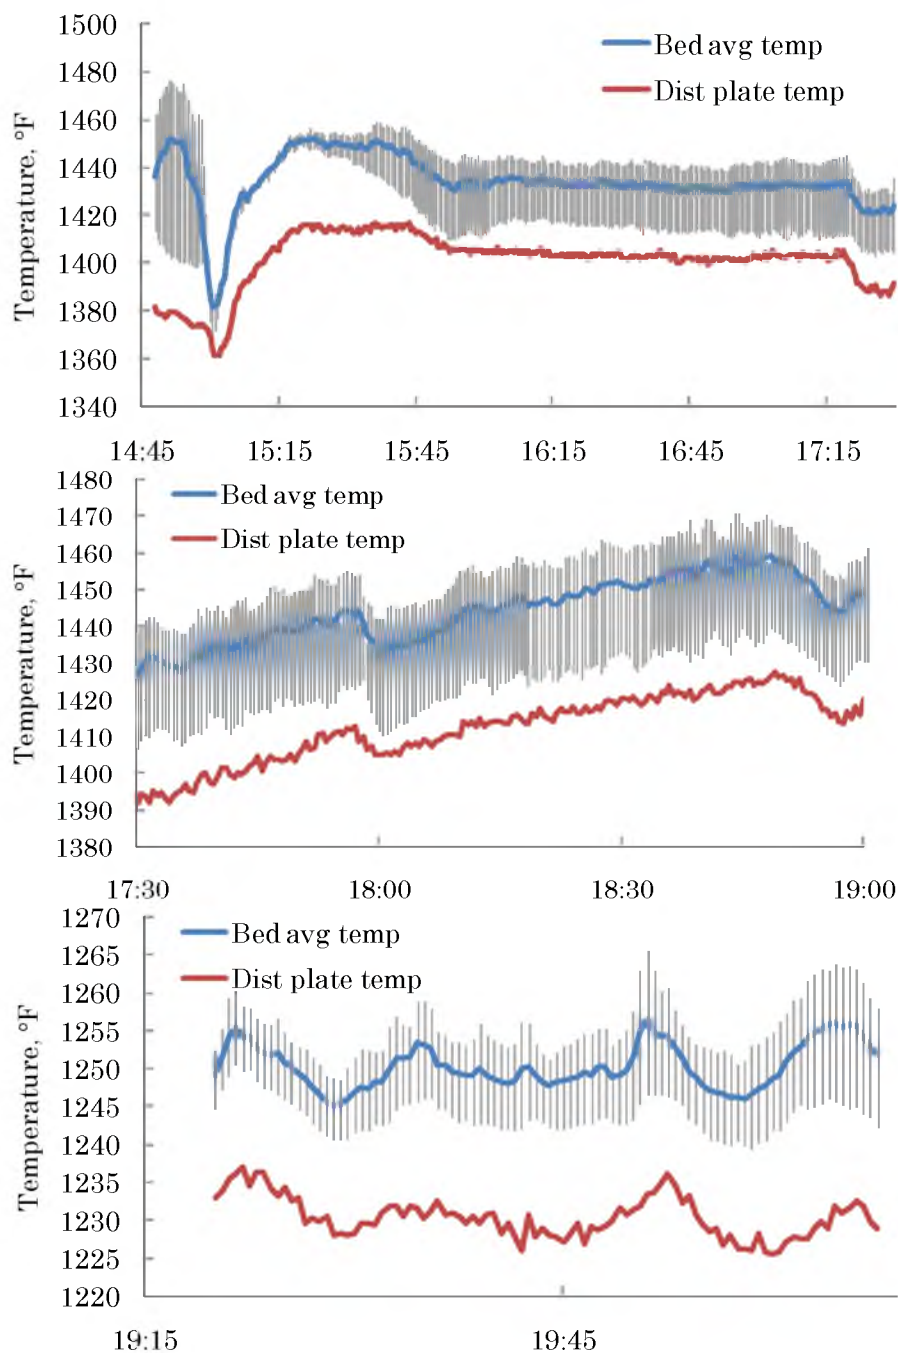 1500
Bed avg temp
1480
Dist plate temp
1460
1440
1420
1400
1380
1360
1340
Temperature, °F
14:45 15:15 15:45 16:15 16:45 17:15
1480
Bed avg temp
1470
Dist plate temp
1460
1450
1440
1430
1420
1410
1400
1390
1380
Temperature, °F
17:30 18:00 18:30 19:00
1270
Bed avg temp
1265
Dist plate temp
1260
1255
1250
1245
1240
1235
1230
1225
1220
Temperature, °F
19:15 19:45